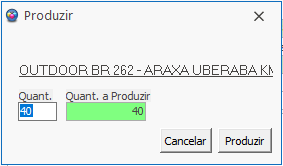 Produzir
OUTDOOR BR 262 - ARAXA UBERABA KM
Quant. Quant. a Produzir
40 40
Cancelar Produzir